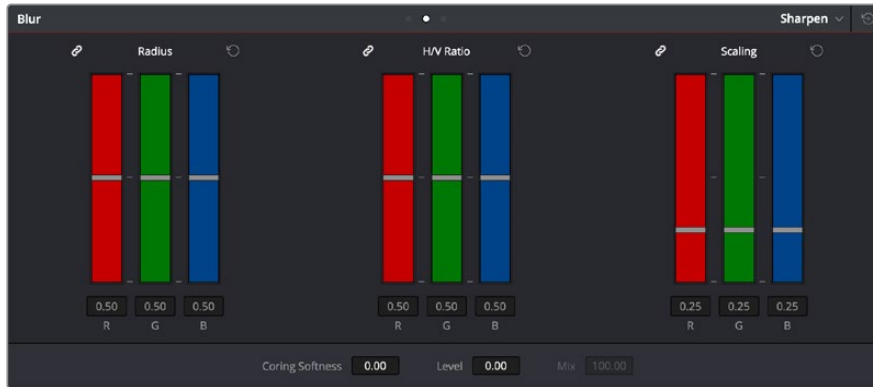 Blur Sharpen
Radius H/V Ratio Scaling
0.50 0.50 0.50 0.50 0.50 0.50 0.25 0.25 0.25
R G B R G B R G B
Coring Softness 0.00 Level 0.00 Mix 100.00